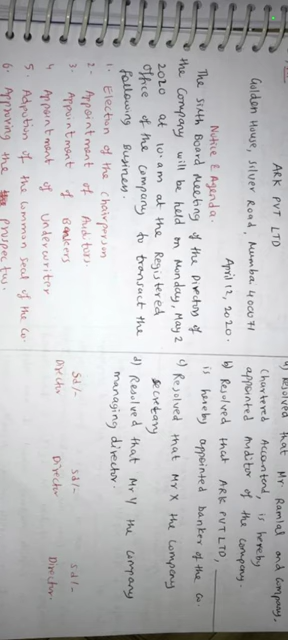 ARK PVT LTD
Golden House, Silver Road, Mumbai 400071
April 12, 2020.
Notice & Agenda.
The Sixth Board Meeting of the Directors of
the Company will be held on Monday, May 2
2020 at 10.am at the Registered
Office of the Company to transact the
following Business.
1. Election of the Chairperson
2- Appointment of Auditors.
3- Appointment of Bankers
4 Appointment of Underwriter
5. Adoption of the Common seal of the Co.
6. Approving the Prospectus.
a) Resolved that Mr. Ramlal and Company,
Chartered Accountant, is hereby
appointed Auditor of the Company.
b) Resolved that ARK PVT LTD,
is hereby appointed banker of the Co.
c) Resolved that Mr X the Company
secretary
d) Resolved that Mr Y the Company
managing director.
Sd/- Sd/- Sd/-
Director Director Director